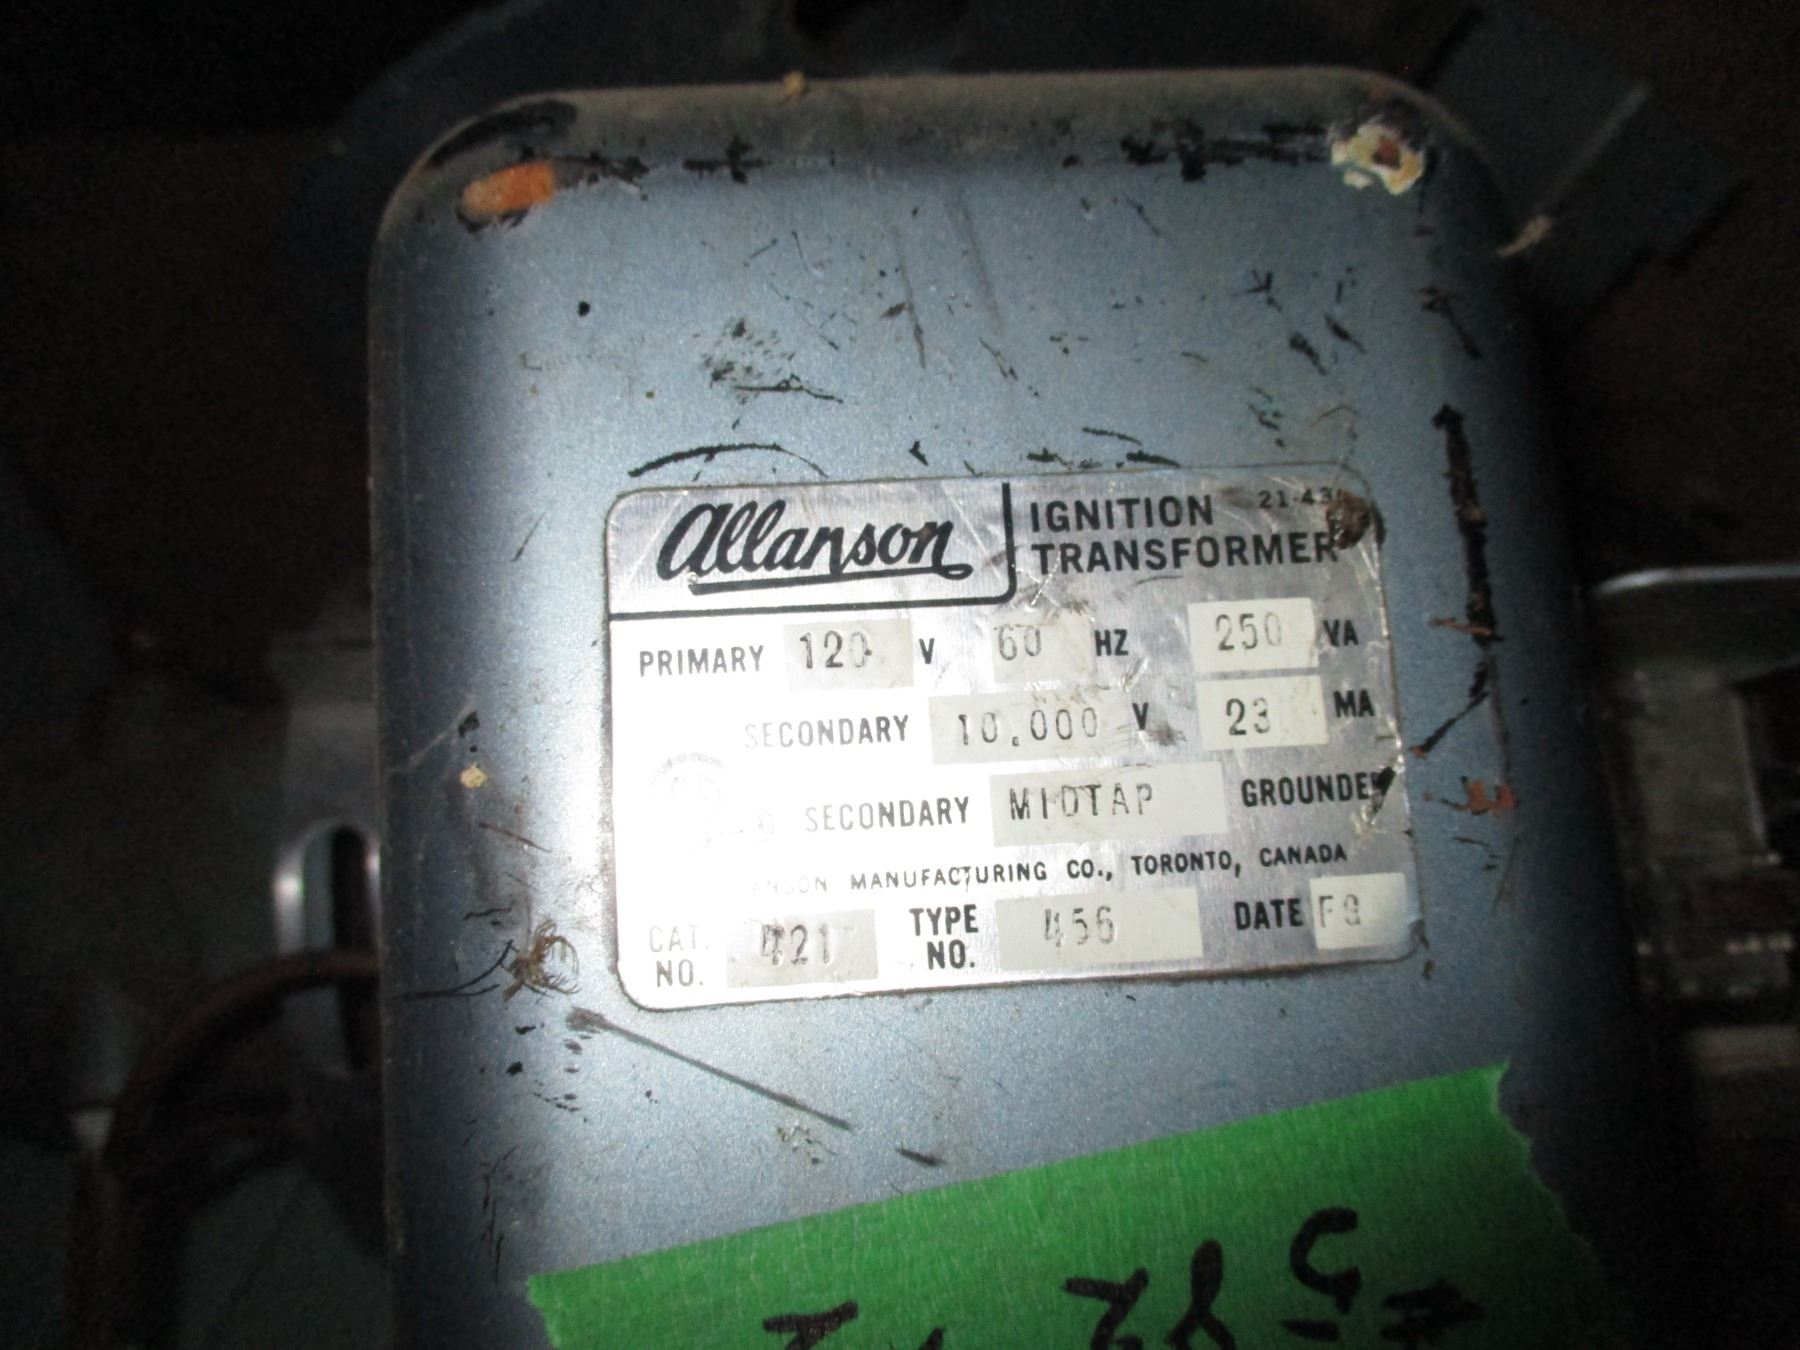 Allanson
IGNITION 21-43
TRANSFORMER
PRIMARY 120 V 60 HZ 250 VA
SECONDARY 10,000 V 23 MA
SECONDARY MIDTAP GROUNDED
MANUFACTURING CO., TORONTO, CANADA
CAT. NO. 421 TYPE NO. 456 DATE